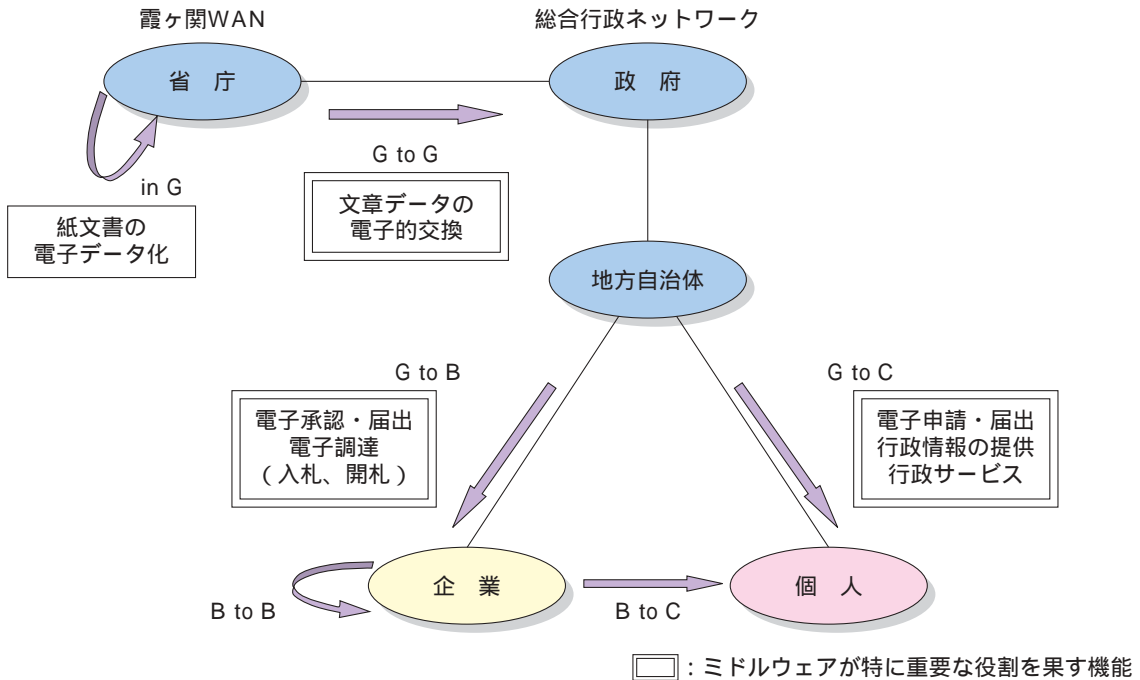 霞ヶ関WAN
総合行政ネットワーク
省 庁
政 府
G to G
in G
紙文書の
電子データ化
文章データの
電子的交換
地方自治体
G to B
G to C
電子承認・届出
電子調達
(入札、開札)
電子申請・届出
行政情報の提供
行政サービス
企 業
個 人
B to B
B to C
：ミドルウェアが特に重要な役割を果す機能